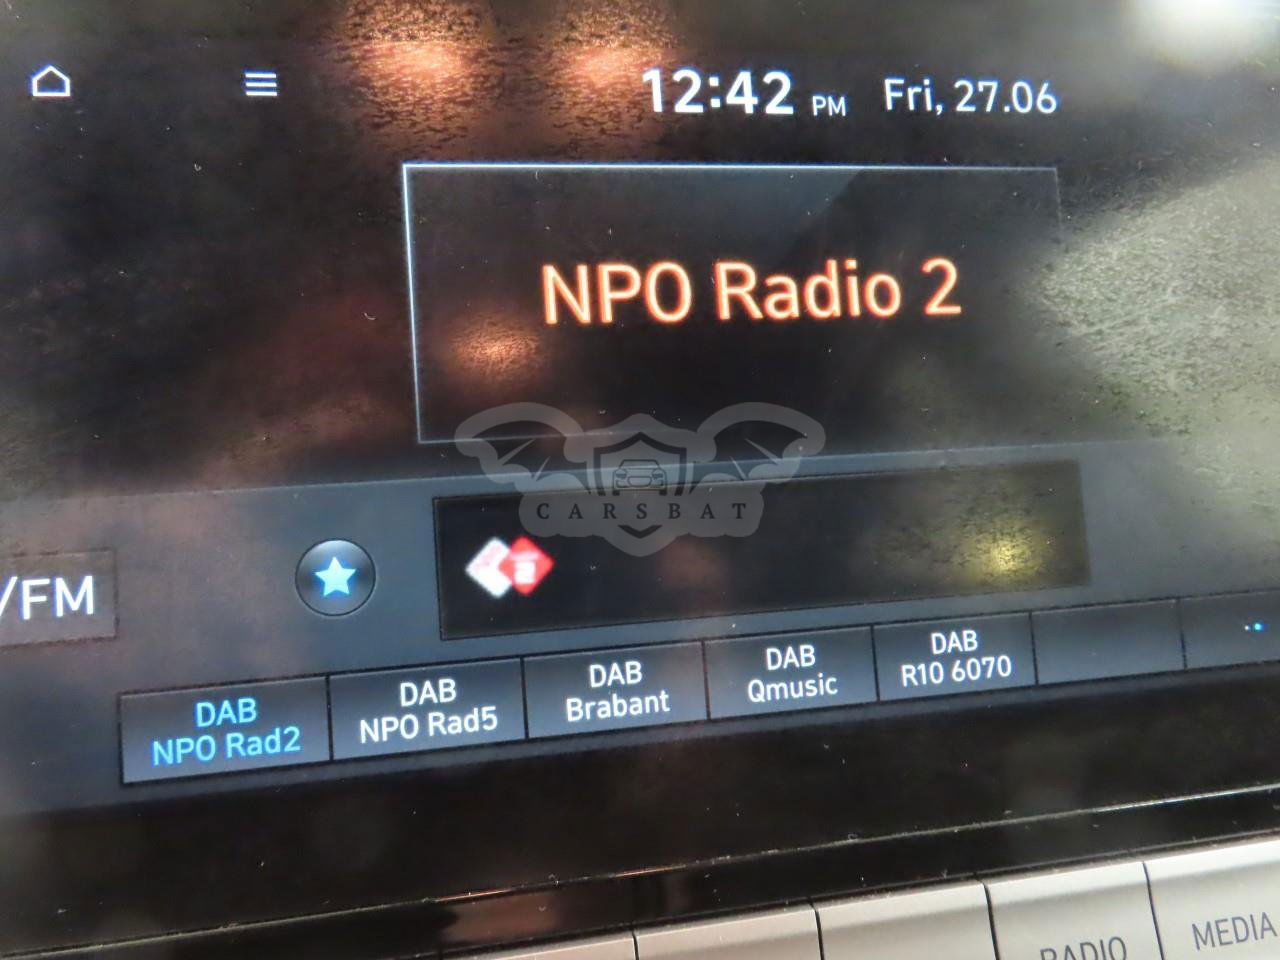 12:42 PM Fri, 27.06
NPO Radio 2
CARSBAT
/FM
DAB
NPO Rad2
DAB
NPO Rad5
DAB
Brabant
DAB
Qmusic
DAB
R10 6070
RADIO
MEDIA